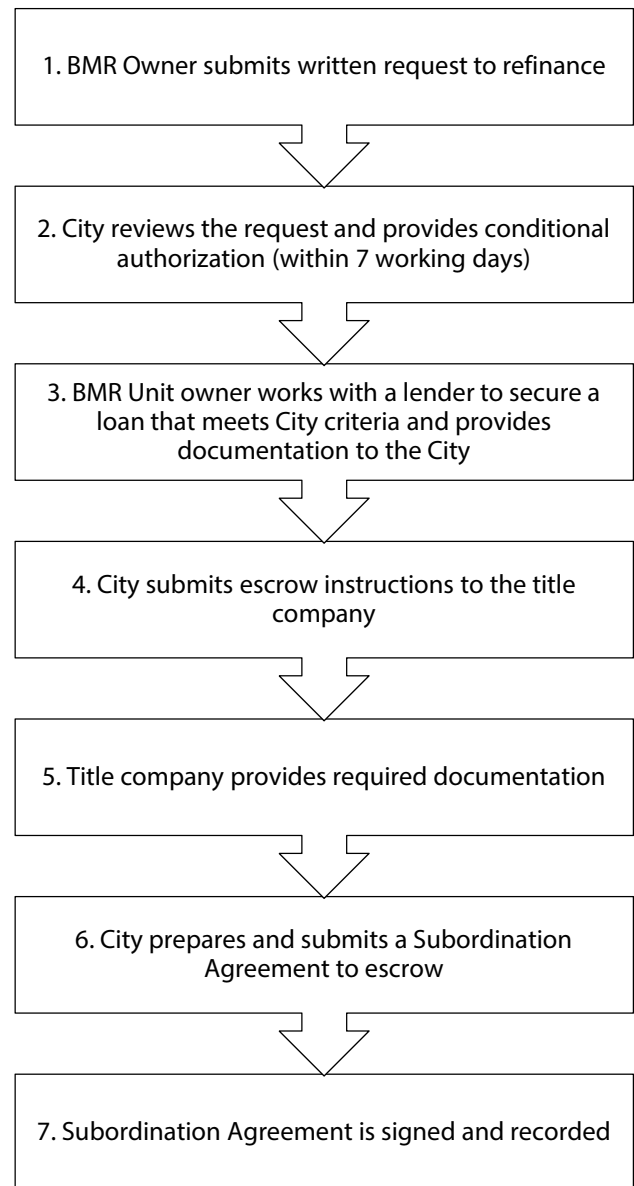 1. BMR Owner submits written request to refinance
2. City reviews the request and provides conditional
authorization (within 7 working days)
3. BMR Unit owner works with a lender to secure a
loan that meets City criteria and provides
documentation to the City
4. City submits escrow instructions to the title
company
5. Title company provides required documentation
6. City prepares and submits a Subordination
Agreement to escrow
7. Subordination Agreement is signed and recorded